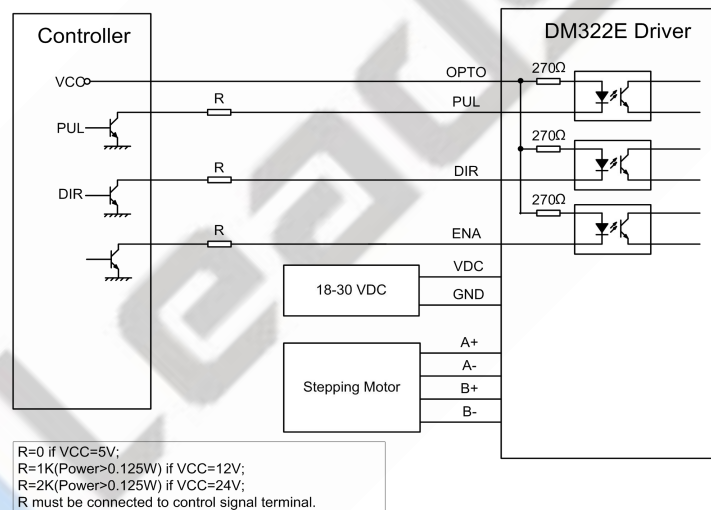 Controller
DM322E Driver
VCC
OPTO
270Ω
R
PUL
PUL
270Ω
R
DIR
DIR
270Ω
R
ENA
VDC
18-30 VDC
GND
A+
A-
Stepping Motor
B+
B-
R=0 if VCC=5V;
R=1K(Power>0.125W) if VCC=12V;
R=2K(Power>0.125W) if VCC=24V;
R must be connected to control signal terminal.